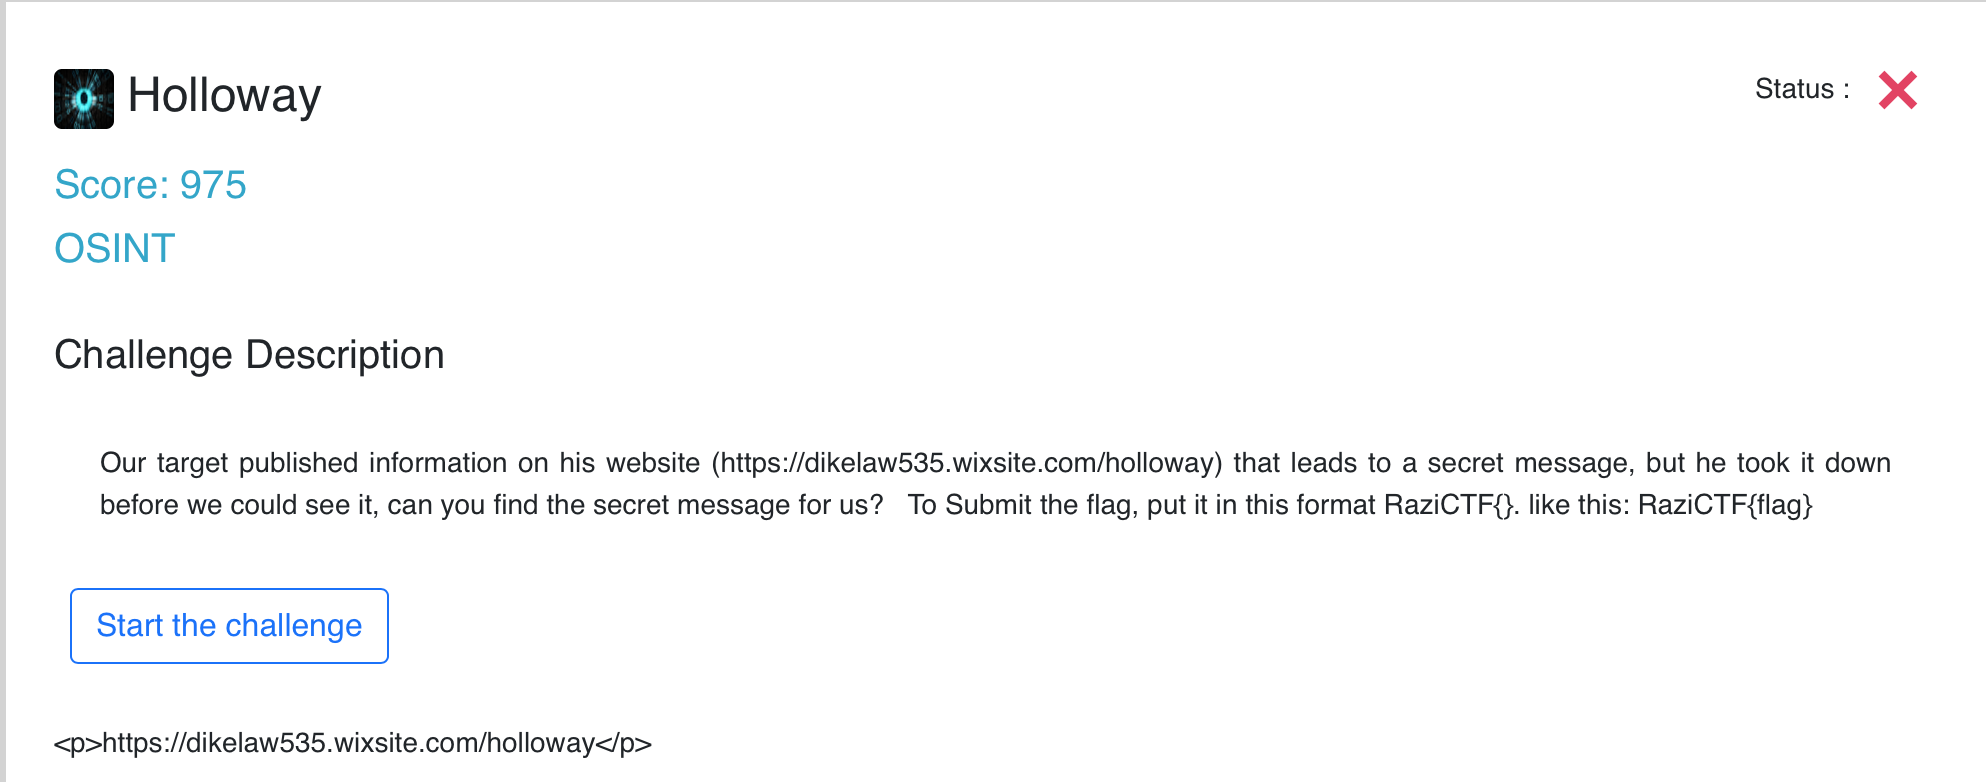 Holloway
Status :
Score: 975
OSINT
Challenge Description
Our target published information on his website (https://dikelaw535.wixsite.com/holloway) that leads to a secret message, but he took it down
before we could see it, can you find the secret message for us? To Submit the flag, put it in this format RaziCTF{}. like this: RaziCTF{flag}
Start the challenge
<p>https://dikelaw535.wixsite.com/holloway</p>